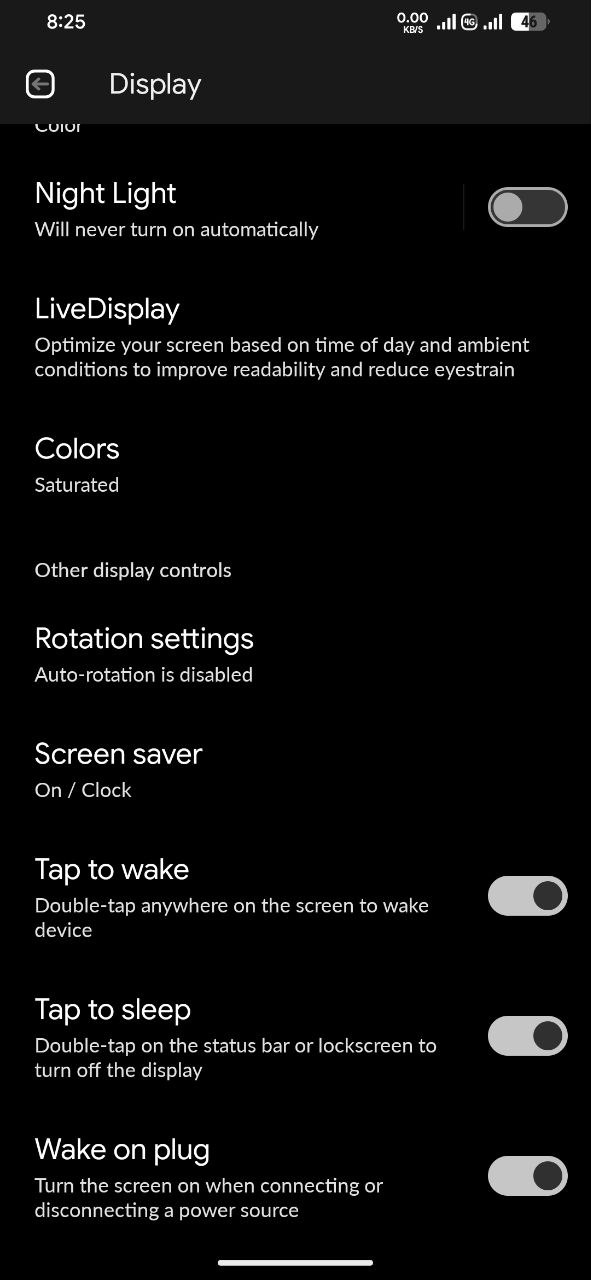 8:25
0.00
KB/S
4G
46
Display
Color
Night Light
Will never turn on automatically
LiveDisplay
Optimize your screen based on time of day and ambient
conditions to improve readability and reduce eyestrain
Colors
Saturated
Other display controls
Rotation settings
Auto-rotation is disabled
Screen saver
On / Clock
Tap to wake
Double-tap anywhere on the screen to wake
device
Tap to sleep
Double-tap on the status bar or lockscreen to
turn off the display
Wake on plug
Turn the screen on when connecting or
disconnecting a power source